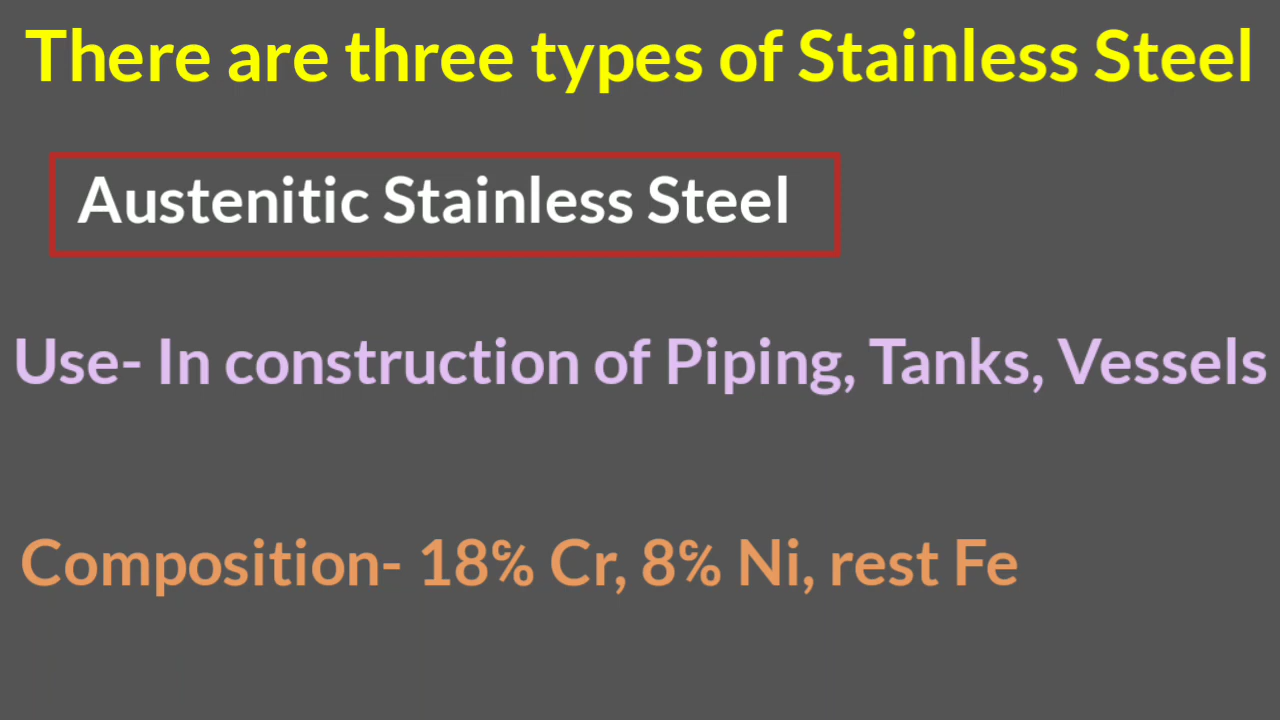 There are three types of Stainless Steel
Austenitic Stainless Steel
Use- In construction of Piping, Tanks, Vessels
Composition- 18% Cr, 8% Ni, rest Fe